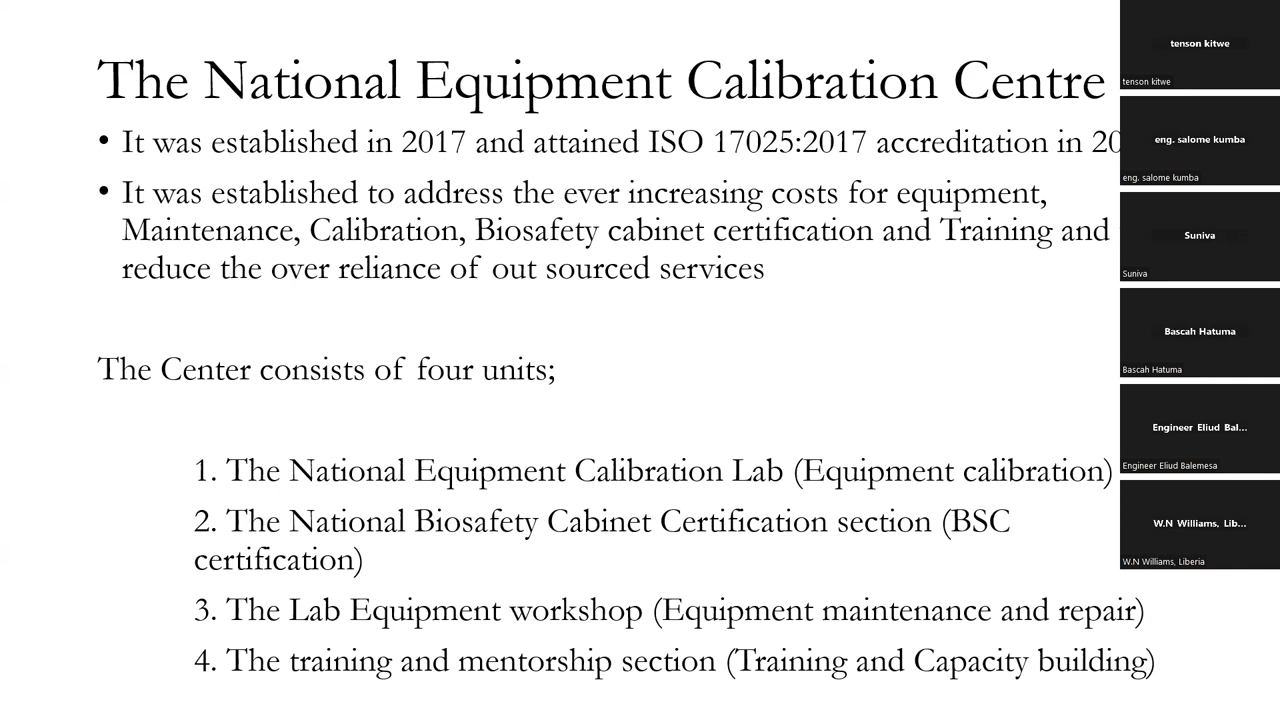 The National Equipment Calibration Centre
• It was established in 2017 and attained ISO 17025:2017 accreditation in
• It was established to address the ever increasing costs for equipment,
Maintenance, Calibration, Biosafety cabinet certification and Training and
reduce the over reliance of out sourced services
The Center consists of four units;
1. The National Equipment Calibration Lab (Equipment calibration)
2. The National Biosafety Cabinet Certification section (BSC
certification)
3. The Lab Equipment workshop (Equipment maintenance and repair)
4. The training and mentorship section (Training and Capacity building)
tenson kitwe
tenson kitwe
eng. salome kumba
eng. salome kumba
Suniva
Suniva
Bascah Hatuma
Bascah Hatuma
Engineer Eliud Bal...
Engineer Eliud Balemesa
W.N Williams, Lib...
W.N Williams, Liberia